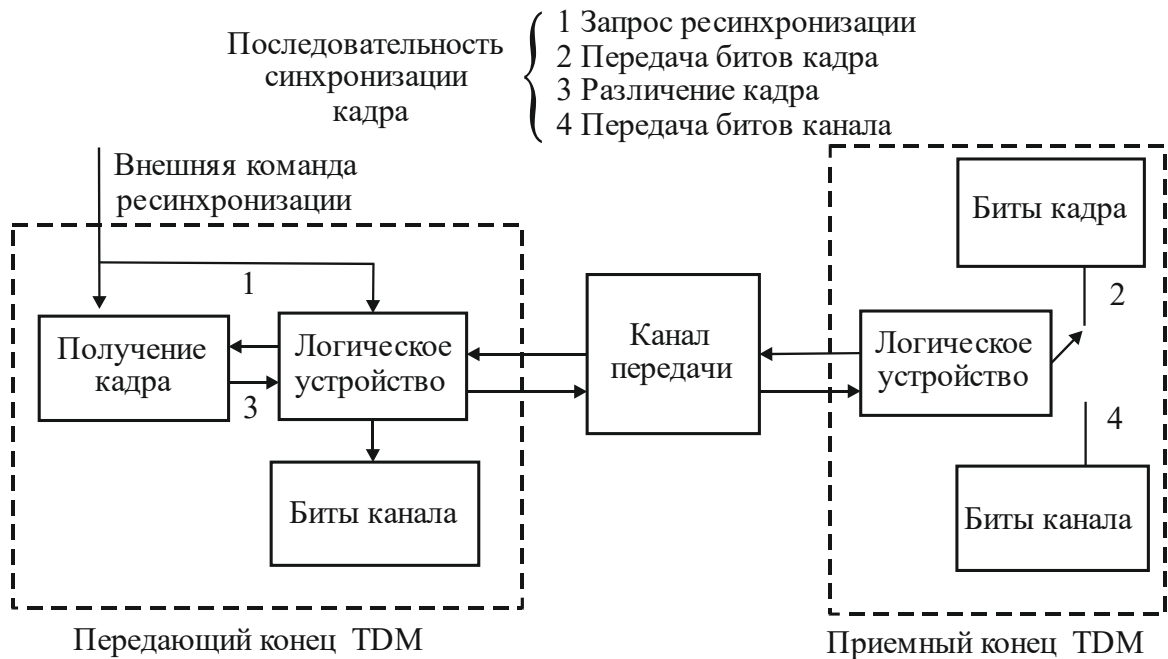 Последовательность
синхронизации
кадра
1 Запрос ресинхронизации
2 Передача битов кадра
3 Различение кадра
4 Передача битов канала
Внешняя команда
ресинхронизации
1
Получение
кадра
3
Логическое
устройство
Биты канала
Канал
передачи
Логическое
устройство
Биты кадра
2
4
Биты канала
Передающий конец TDM
Приемный конец TDM